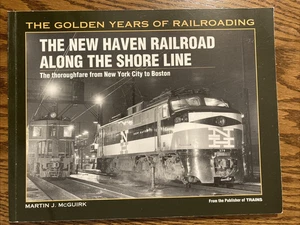 THE GOLDEN YEARS OF RAILROADING
THE NEW HAVEN RAILROAD
ALONG THE SHORE LINE
The thoroughfare from New York City to Boston
MARTIN J. McGUIRK
From the Publisher of TRAINS